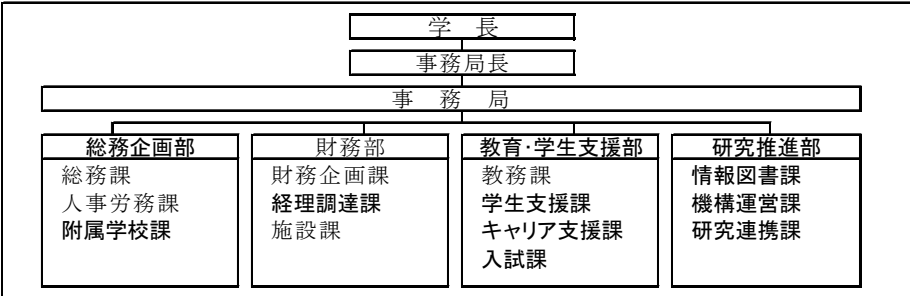 学 長
事務局長
事 務 局
総務企画部
総務課
人事労務課
附属学校課
財務部
財務企画課
経理調達課
施設課
教育･学生支援部
教務課
学生支援課
キャリア支援課
入試課
研究推進部
情報図書課
機構運営課
研究連携課